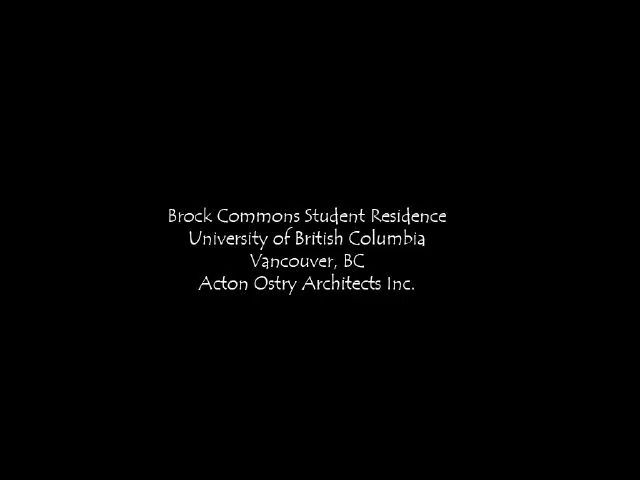 Brock Commons Student Residence
University of British Columbia
Vancouver, BC
Acton Ostry Architects Inc.